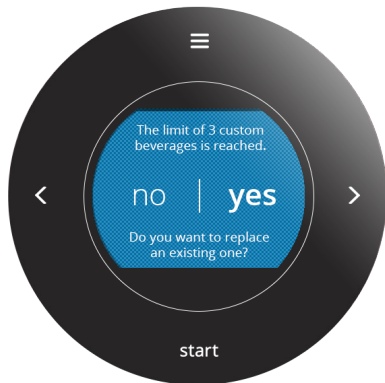 The limit of 3 custom
beverages is reached.
no | yes
Do you want to replace
an existing one?
start